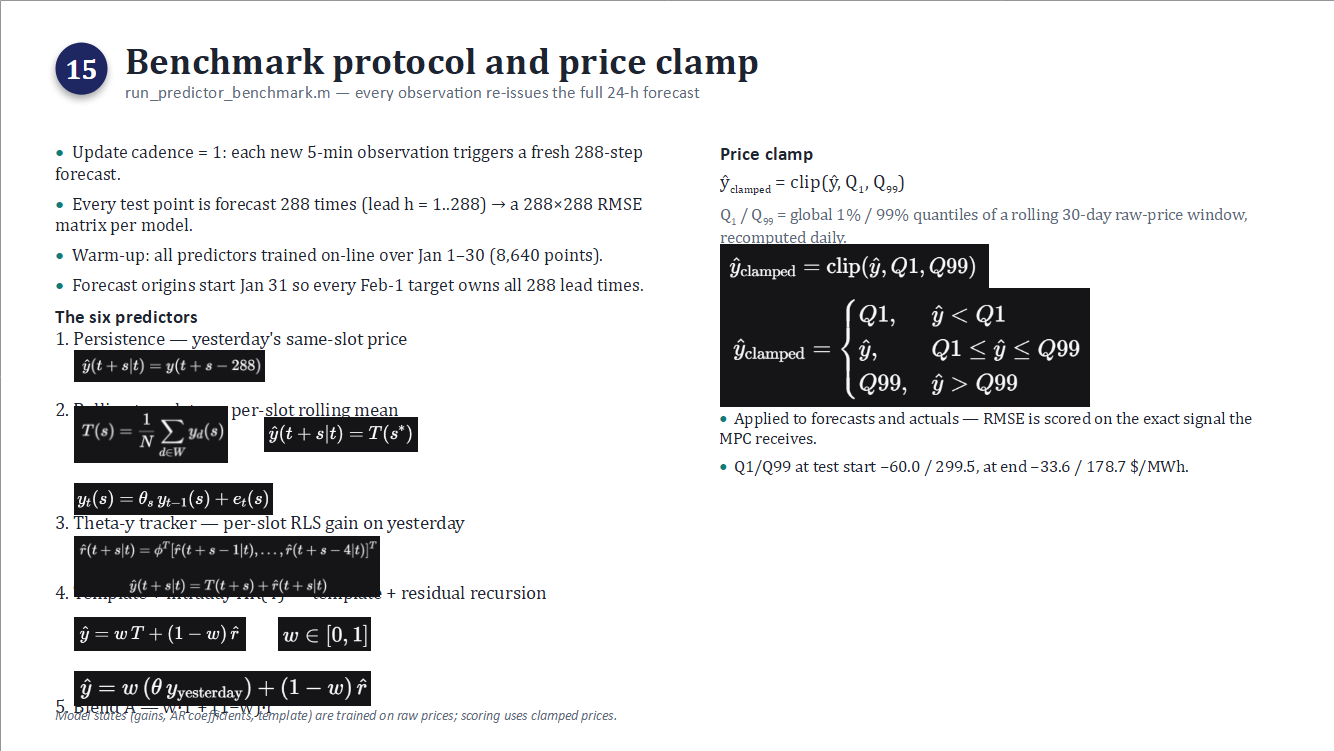 15
Benchmark protocol and price clamp
run_predictor_benchmark.m — every observation re-issues the full 24-h forecast
• Update cadence = 1: each new 5-min observation triggers a fresh 288-step
forecast.
• Every test point is forecast 288 times (lead h = 1..288) → a 288×288 RMSE
matrix per model.
• Warm-up: all predictors trained on-line over Jan 1–30 (8,640 points).
• Forecast origins start Jan 31 so every Feb-1 target owns all 288 lead times.
The six predictors
1. Persistence — yesterday's same-slot price
ŷ(t + s|t) = y(t + s − 288)
2. per-slot rolling mean
T(s) = 1/N ∑_{d∈W} y_d(s)
ŷ(t + s|t) = T(s*)
y_t(s) = θ_s y_{t−1}(s) + e_t(s)
3. Theta-y tracker — per-slot RLS gain on yesterday
r̂(t + s|t) = ϕ^T[r̂(t + s − 1|t), . . . , r̂(t + s − 4|t)]^T
ŷ(t + s|t) = T(t + s) + r̂(t + s|t)
4. + residual recursion
ŷ = w T + (1 − w) r̂
w ∈ [0, 1]
ŷ = w (θ y_yesterday) + (1 − w) r̂
5. Blend A —
Model states (gains, AR coefficients, template) are trained on raw prices; scoring uses clamped prices.
Price clamp
ŷ_clamped = clip(ŷ, Q₁, Q₉₉)
Q₁ / Q₉₉ = global 1% / 99% quantiles of a rolling 30-day raw-price window,
recomputed daily.
ŷ_clamped = clip(ŷ, Q1, Q99)
ŷ_clamped = { Q1, ŷ < Q1
ŷ, Q1 ≤ ŷ ≤ Q99
Q99, ŷ > Q99
• Applied to forecasts and actuals — RMSE is scored on the exact signal the
MPC receives.
• Q1/Q99 at test start −60.0 / 299.5, at end −33.6 / 178.7 $/MWh.